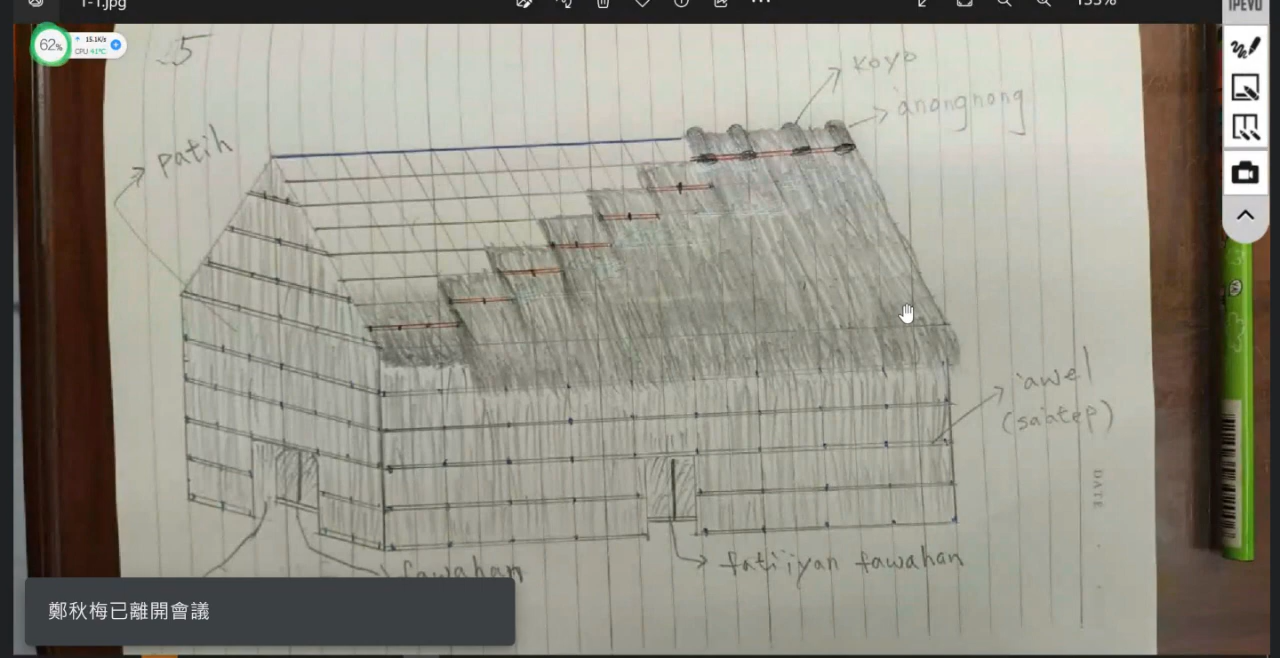 1-1.jpg
133%
IPEVO
62%
15.1K/s
CPU 41°C
5
koyo
'anongnong
patih
'awel
(sa'atep)
DATE
fawahan
fati'iyan fawahan
鄭秋梅已離開會議